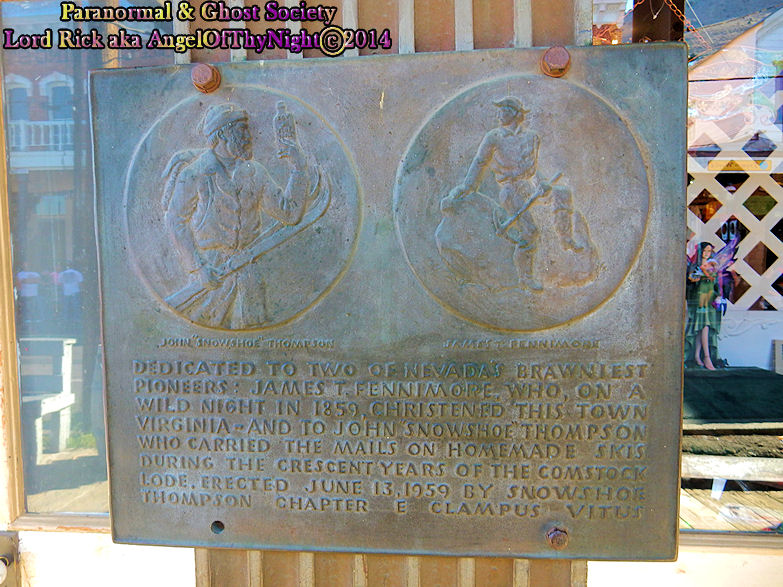 Paranormal & Ghost Society
Lord Rick aka AngelOfThyNight©2014
JOHN "SNOWSHOE" THOMPSON
JAMES T. FENNIMORE
DEDICATED TO TWO OF NEVADA'S BRAWNIEST
PIONEERS: JAMES T. FENNIMORE, WHO, ON A
WILD NIGHT IN 1859, CHRISTENED THIS TOWN
VIRGINIA-AND TO JOHN "SNOWSHOE" THOMPSON
WHO CARRIED THE MAILS ON HOMEMADE SKIS
DURING THE CRESCENT YEARS OF THE COMSTOCK
LODE. ERECTED JUNE 13, 1959 BY SNOWSHOE
THOMPSON CHAPTER E CLAMPUS VITUS